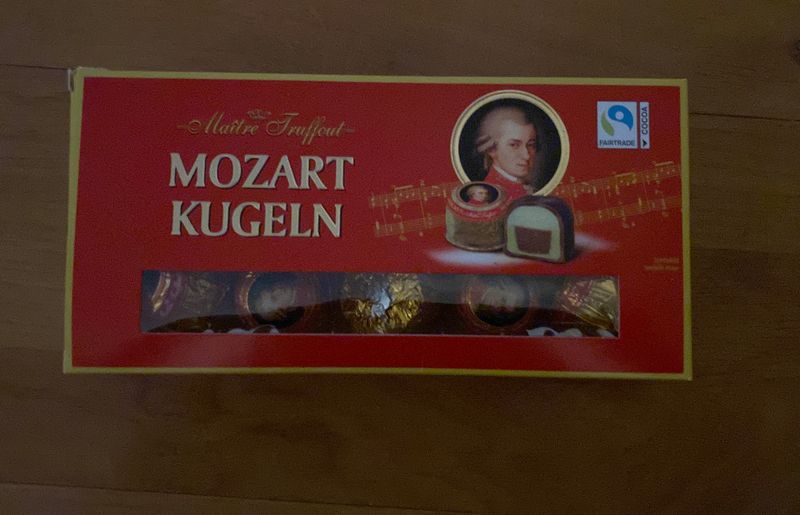 Maître Truffout
MOZART
KUGELN
FAIRTRADE
COCOA